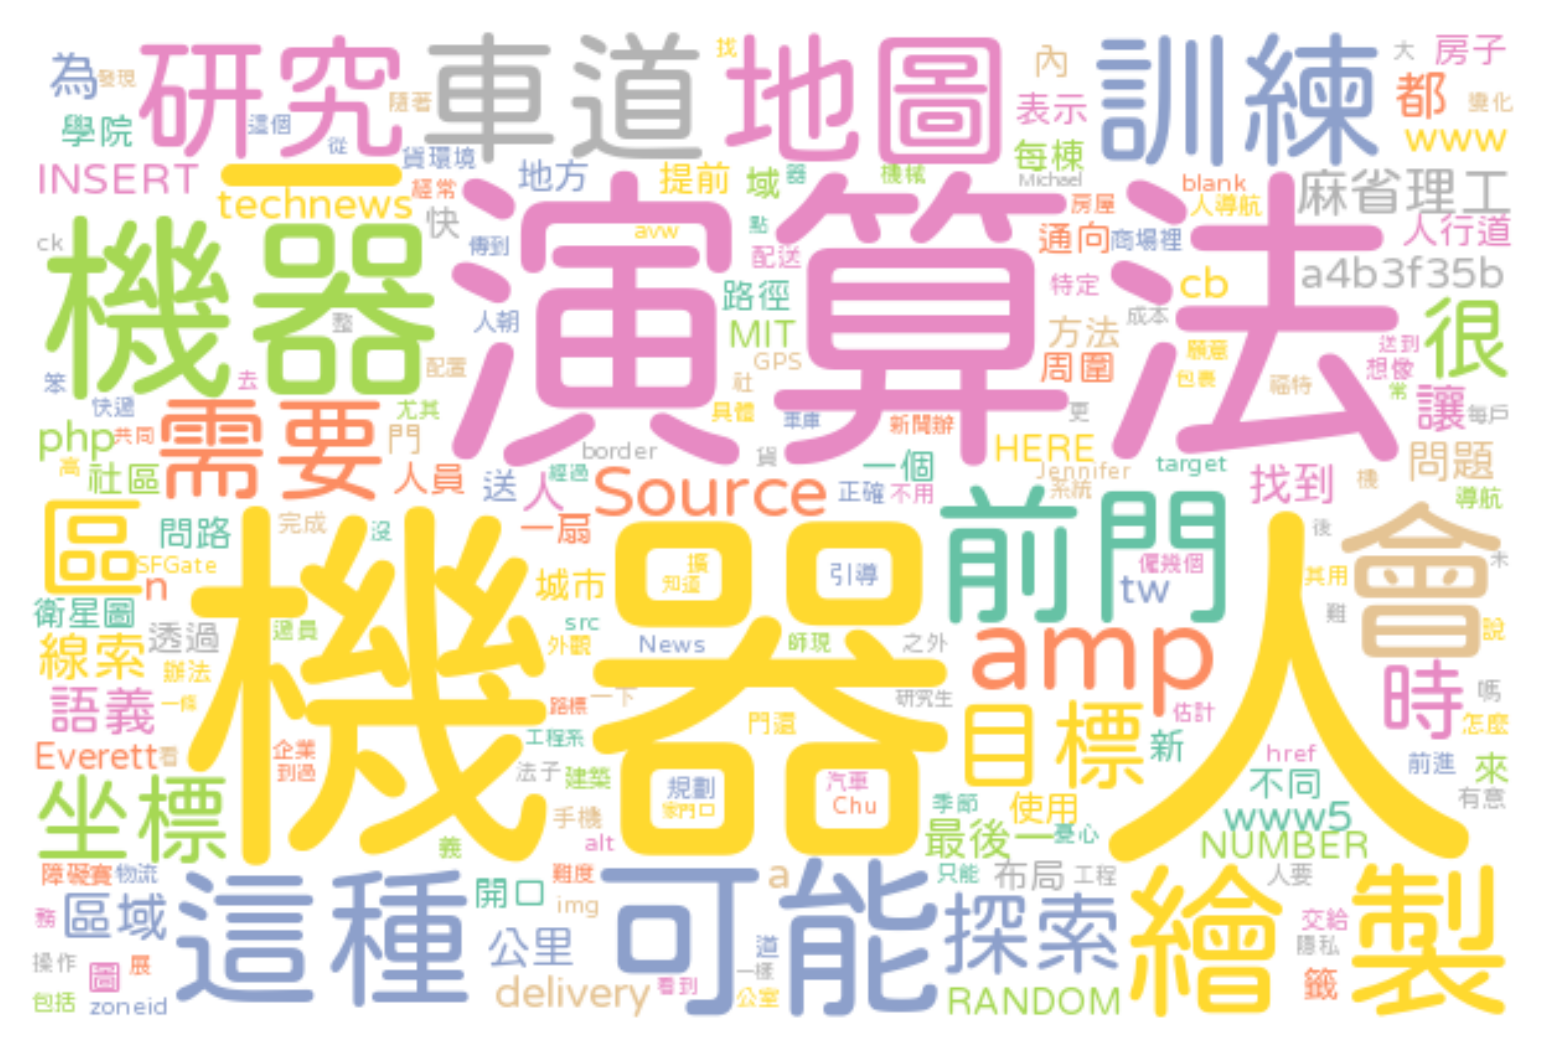 為
發現
研究
隨著
這個
從
車道
找
地圖
內
表示
訓練
大
房子
都
變化
www
學院
每棟
INSERT
一
貨環境
經常
地方
提前
域
器
機械
Michael
blank
人導航
麻省理工
technews
快
傳到
avw
點
配送
房屋
通向
商場裡
人行道
ck
機器
演算法
路徑
特定
cb
a4b3f35b
整
人朝
MIT
方法
成本
很
GPS
周圍
願意
送到
想像
笨
去
配置
社
包裹
福特
常
讓
每戶
快遞
需要
尤其
具體
車庫
新聞辦
更
php
共同
門
border
貨
HERE
問題
高
社區
人員
送
人
經過
Source
正確
不用
一個
Jennifer
系統
target
找到
機
導航
區
問路
完成
沒
一扇
前門
後
會
n
SFGate
機器人
城市
擴
知道
引導
僱幾個
tw
其用
木
衛星圖
遞員
src
難
說
線索
透過
辦法
外觀
News
師現
之外
amp
時
嗎
語義
一條
路標
一下
門還
研究生
目標
估計
怎麼
Everett
看
企業
到過
工程系
新
href
前進
來
坐標
法子
建築
規劃
家門口
汽車
Chu
季節
使用
不同
有意
手機
www5
義
alt
最後一
憂心
NUMBER
障礙賽
物流
這種
開口
難度
可能
a
只能
布局
工程
繪製
人要
務
區域
img
探索
交給
隱私
操作
圖
展
公里
道
一樣
籤
包括
zoneid
delivery
看到
公室
RANDOM